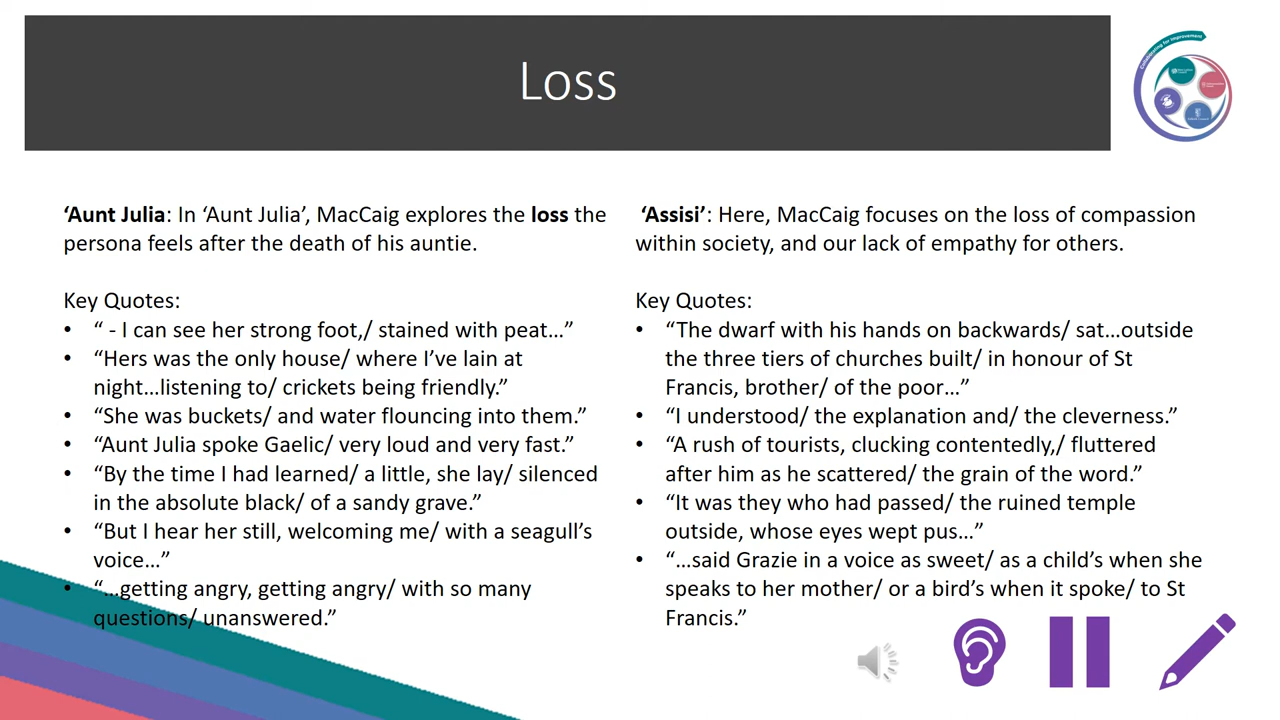 Loss
Collaborating for Improvement
‘Aunt Julia: In ‘Aunt Julia’, MacCaig explores the loss the
persona feels after the death of his auntie.
Key Quotes:
• “ - I can see her strong foot,/ stained with peat…”
• “Hers was the only house/ where I’ve lain at
night…listening to/ crickets being friendly.”
• “She was buckets/ and water flouncing into them.”
• “Aunt Julia spoke Gaelic/ very loud and very fast.”
• “By the time I had learned/ a little, she lay/ silenced
in the absolute black/ of a sandy grave.”
• “But I hear her still, welcoming me/ with a seagull’s
voice…”
• “…getting angry, getting angry/ with so many
questions/ unanswered.”
‘Assisi’: Here, MacCaig focuses on the loss of compassion
within society, and our lack of empathy for others.
Key Quotes:
• “The dwarf with his hands on backwards/ sat…outside
the three tiers of churches built/ in honour of St
Francis, brother/ of the poor…”
• “I understood/ the explanation and/ the cleverness.”
• “A rush of tourists, clucking contentedly,/ fluttered
after him as he scattered/ the grain of the word.”
• “It was they who had passed/ the ruined temple
outside, whose eyes wept pus…”
• “…said Grazie in a voice as sweet/ as a child’s when she
speaks to her mother/ or a bird’s when it spoke/ to St
Francis.”